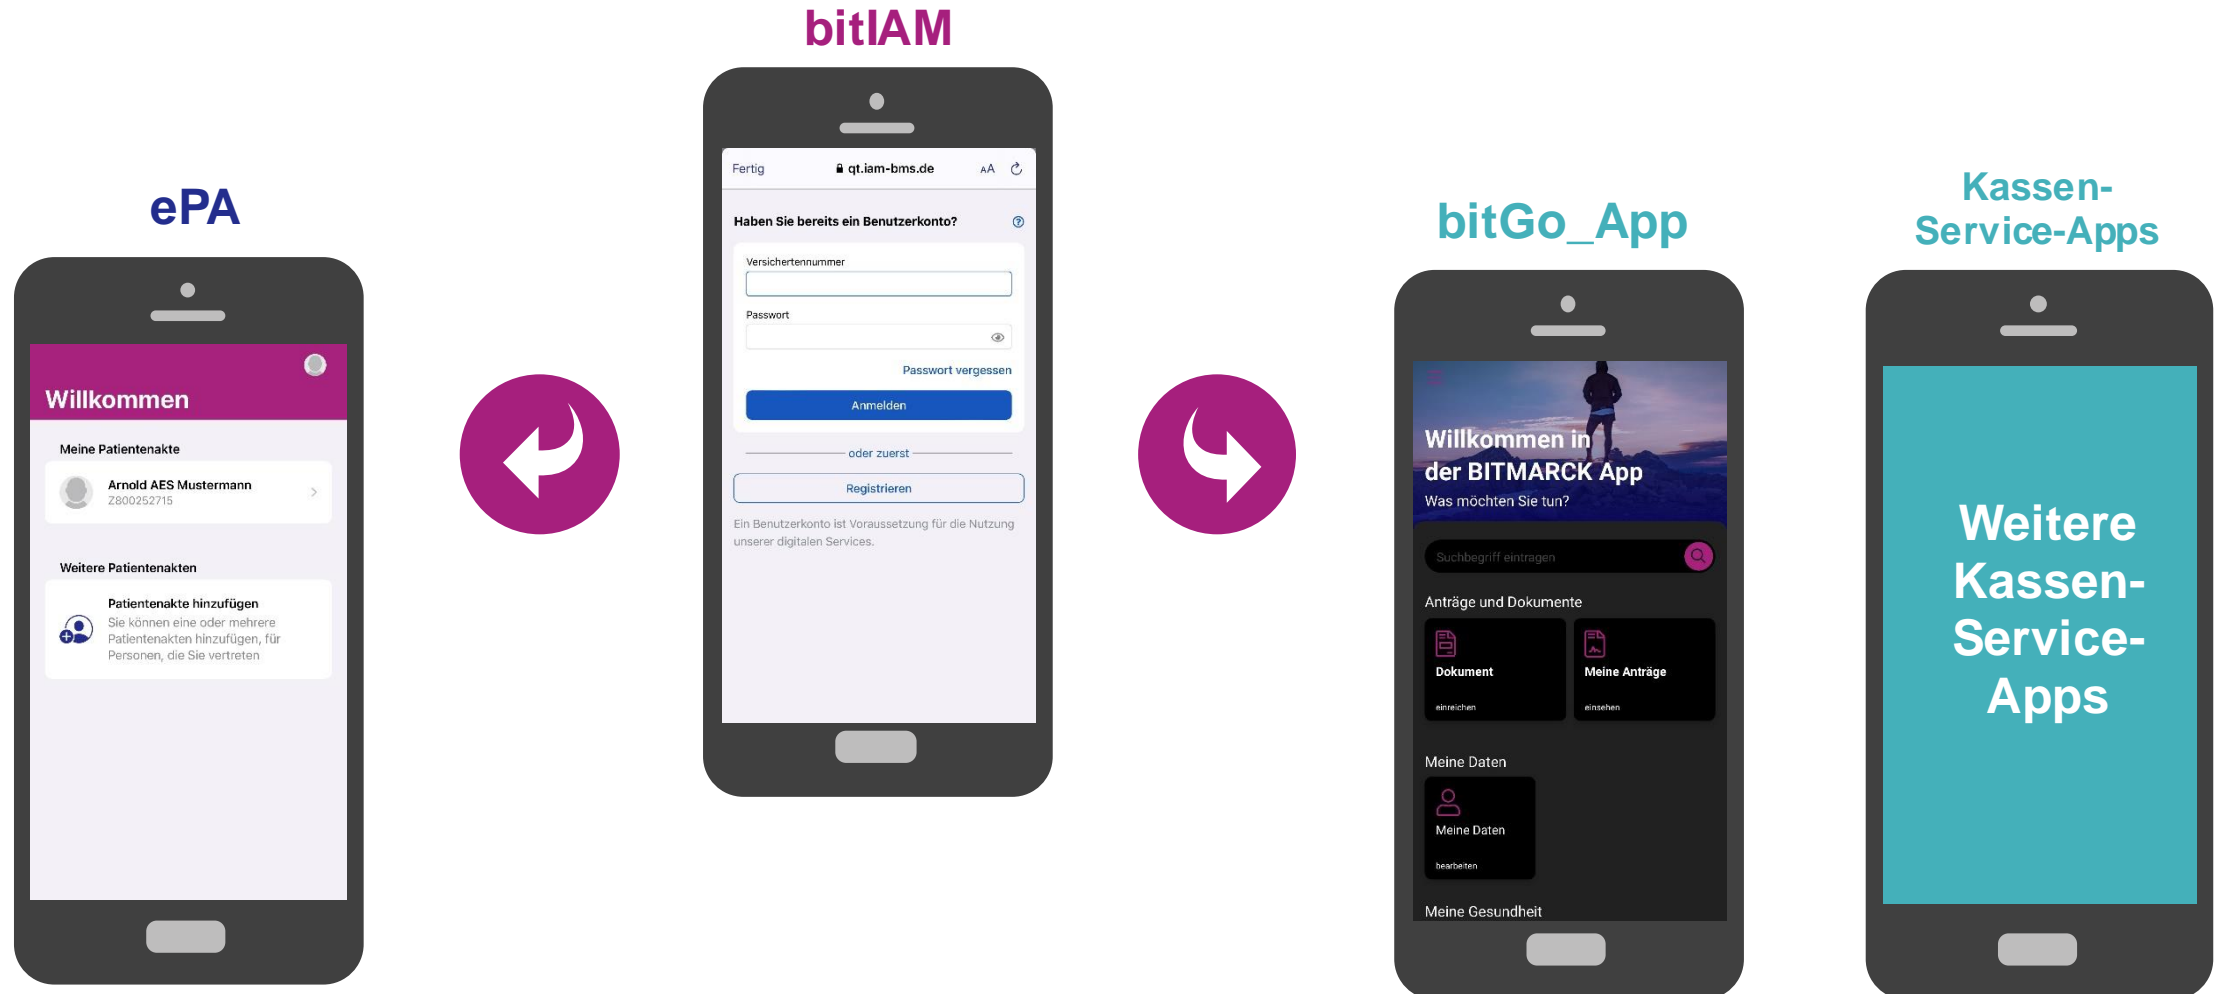 bitIAM
Fertig
qt.iam-bms.de
AA
Haben Sie bereits ein Benutzerkonto?
Versichertennummer
Passwort
Passwort vergessen
Anmelden
oder zuerst
Registrieren
Ein Benutzerkonto ist Voraussetzung für die Nutzung
unserer digitalen Services.
ePA
Willkommen
Meine Patientenakte
Arnold AES Mustermann
Z800252715
Weitere Patientenakten
Patientenakte hinzufügen
Sie können eine oder mehrere
Patientenakten hinzufügen, für
Personen, die Sie vertreten
bitGo_App
Willkommen in
der BITMARCK App
Was möchten Sie tun?
Suchbegriff eintragen
Anträge und Dokumente
Dokument
einreichen
Meine Anträge
einsehen
Meine Daten
Meine Daten
bearbeiten
Meine Gesundheit
Kassen-
Service-Apps
Weitere
Kassen-
Service-
Apps